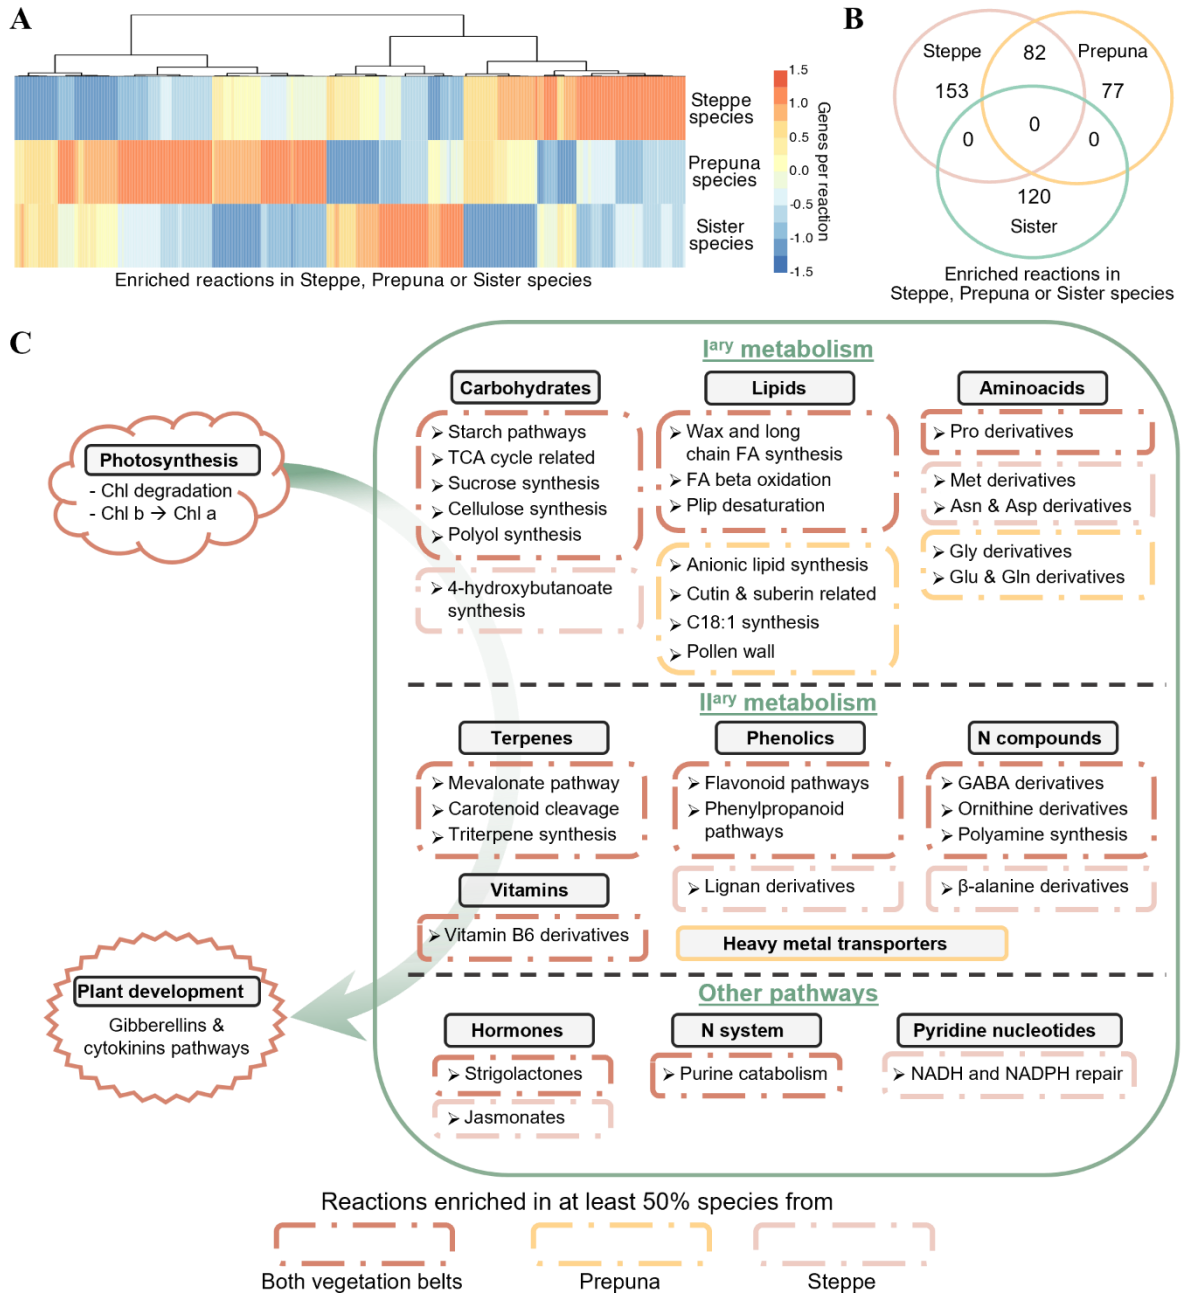 A
Steppe
species
Prepuna
species
Sister
species
1.5
1.0
0.5
0.0
-0.5
-1.0
-1.5
Genes per reaction
Enriched reactions in Steppe, Prepuna or Sister species
B
Steppe
82
Prepuna
153
77
0
0
0
120
Sister
Enriched reactions in
Steppe, Prepuna or Sister species
C
Iary metabolism
Carbohydrates
Lipids
Aminoacids
➢ Starch pathways
➢ TCA cycle related
➢ Sucrose synthesis
➢ Cellulose synthesis
➢ Polyol synthesis
➢ 4-hydroxybutanoate
synthesis
➢ Wax and long
chain FA synthesis
➢ FA beta oxidation
➢ Plip desaturation
➢ Anionic lipid synthesis
➢ Cutin & suberin related
➢ C18:1 synthesis
➢ Pollen wall
➢ Pro derivatives
➢ Met derivatives
➢ Asn & Asp derivatives
➢ Gly derivatives
➢ Glu & Gln derivatives
Photosynthesis
- Chl degradation
- Chl b → Chl a
IIary metabolism
Terpenes
Phenolics
N compounds
➢ Mevalonate pathway
➢ Carotenoid cleavage
➢ Triterpene synthesis
➢ Flavonoid pathways
➢ Phenylpropanoid
pathways
➢ GABA derivatives
➢ Ornithine derivatives
➢ Polyamine synthesis
Vitamins
➢ Lignan derivatives
➢ β-alanine derivatives
➢ Vitamin B6 derivatives
Heavy metal transporters
Plant development
Gibberellins &
cytokinins pathways
Other pathways
Hormones
N system
Pyridine nucleotides
➢ Strigolactones
➢ Purine catabolism
➢ NADH and NADPH repair
➢ Jasmonates
Reactions enriched in at least 50% species from
Both vegetation belts
Prepuna
Steppe